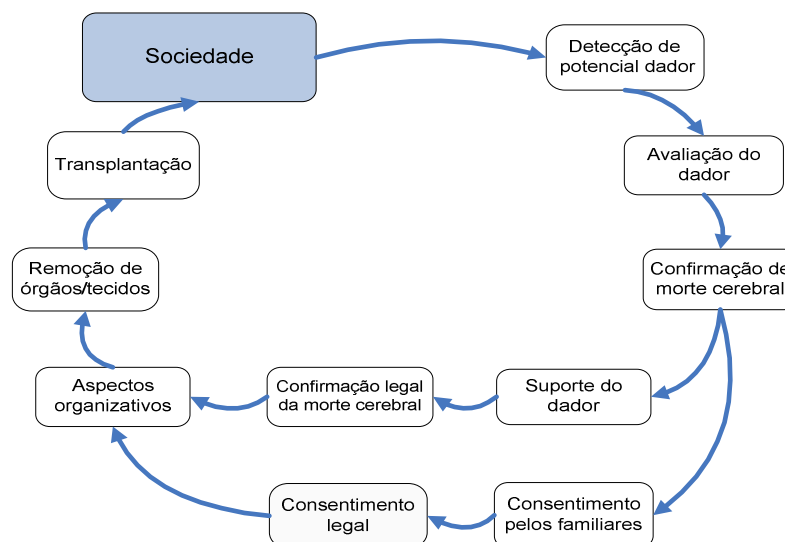 Sociedade
Detecção de
potencial dador
Avaliação do
dador
Confirmação de
morte cerebral
Suporte do
dador
Confirmação legal
da morte cerebral
Aspectos
organizativos
Consentimento
pelos familiares
Consentimento
legal
Remoção de
órgãos/tecidos
Transplantação